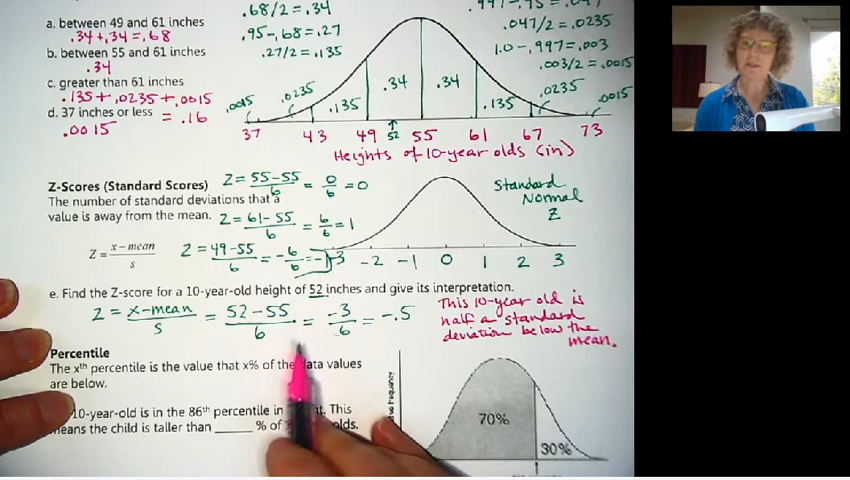 a. between 49 and 61 inches
.34+.34=.68
b. between 55 and 61 inches
.34
c. greater than 61 inches
.135+.0235+.0015
= .16
d. 37 inches or less
.0015
.68/2=.34
.95-.68=.27
.27/2=.135
.997-.95=.047
.047/2=.0235
1.0-.997=.003
.003/2=.0015
.0015 .0235 .135 .34 .34 .135 .0235 .0015
37 43 49 52 55 61 67 73
Heights of 10-year olds (in)
Z-Scores (Standard Scores)
The number of standard deviations that a
value is away from the mean.
Z = x-mean / s
Z = 55-55 / 6 = 0/6 = 0
Z = 61-55 / 6 = 6/6 = 1
Z = 49-55 / 6 = -6/6 = -1
Standard
Normal
Z
-3 -2 -1 0 1 2 3
e. Find the Z-score for a 10-year-old height of 52 inches and give its interpretation.
Z = x-mean / s = 52-55 / 6 = -3/6 = -.5
This 10-year old is
half a standard
deviation below the
mean.
Percentile
The xth percentile is the value that x% of the data values
are below.
10-year-old is in the 86th percentile in This
means the child is taller than _____ % of
70%
30%